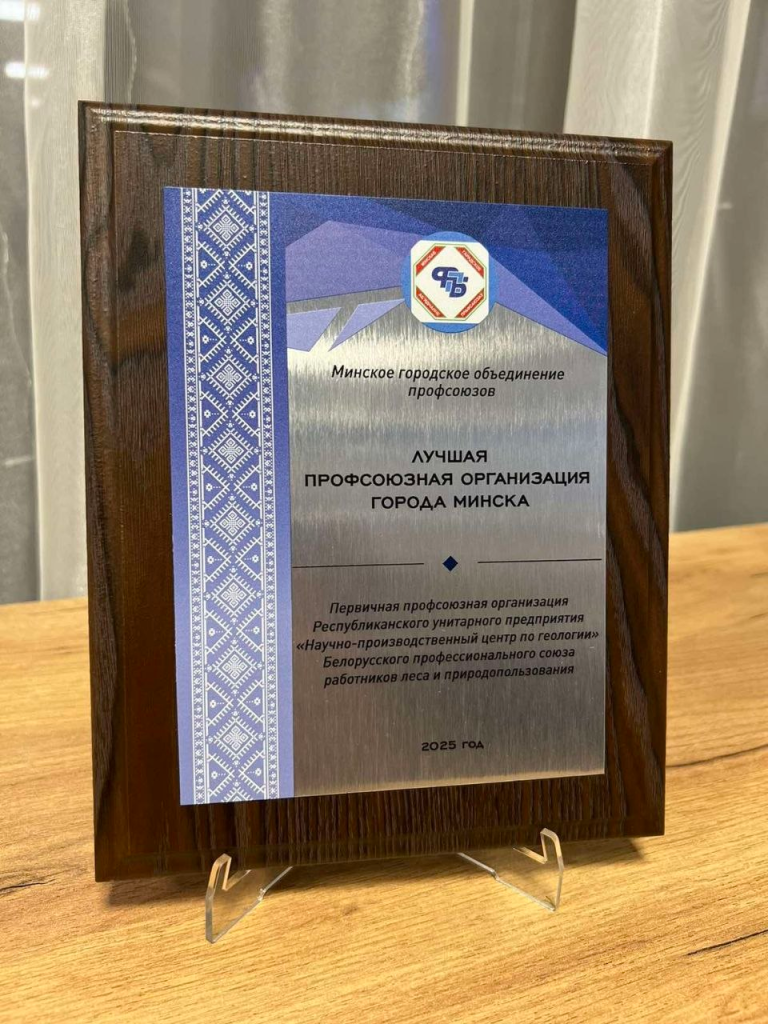 ФПБ
Минское городское объединение
профсоюзов
ЛУЧШАЯ
ПРОФСОЮЗНАЯ ОРГАНИЗАЦИЯ
ГОРОДА МИНСКА
Первичная профсоюзная организация
Республиканского унитарного предприятия
«Научно-производственный центр по геологии»
Белорусского профессионального союза
работников леса и природопользования
2025 год